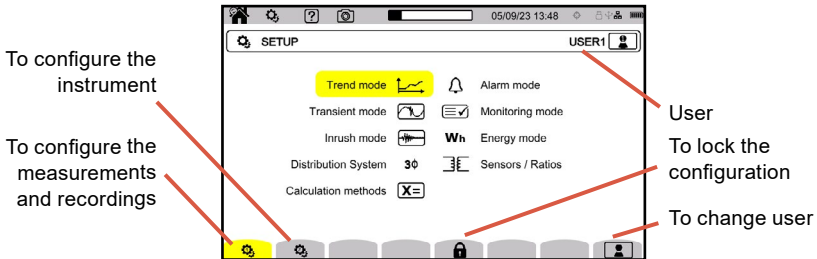 05/09/23 13:48
SETUP
USER1
To configure the
instrument
To configure the
measurements
and recordings
Trend mode
Alarm mode
Transient mode
Monitoring mode
Inrush mode
Wh Energy mode
Distribution System 3Φ
Sensors / Ratios
Calculation methods X=
User
To lock the
configuration
To change user